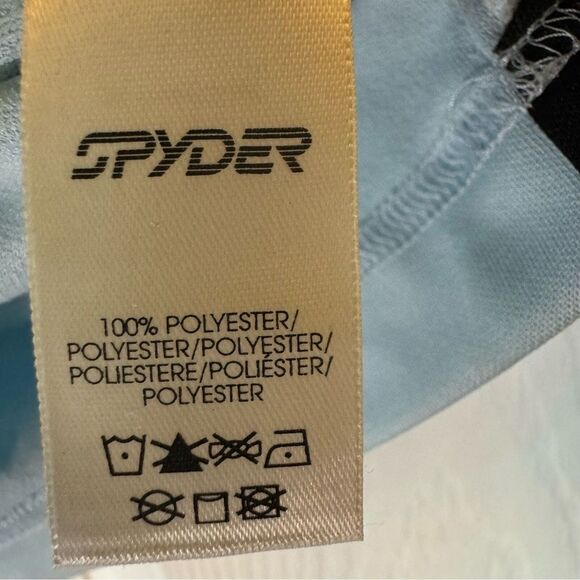 SPYDER
100% POLYESTER/
POLYESTER/POLYESTER/
POLIESTERE/POLIÉSTER/
POLYESTER